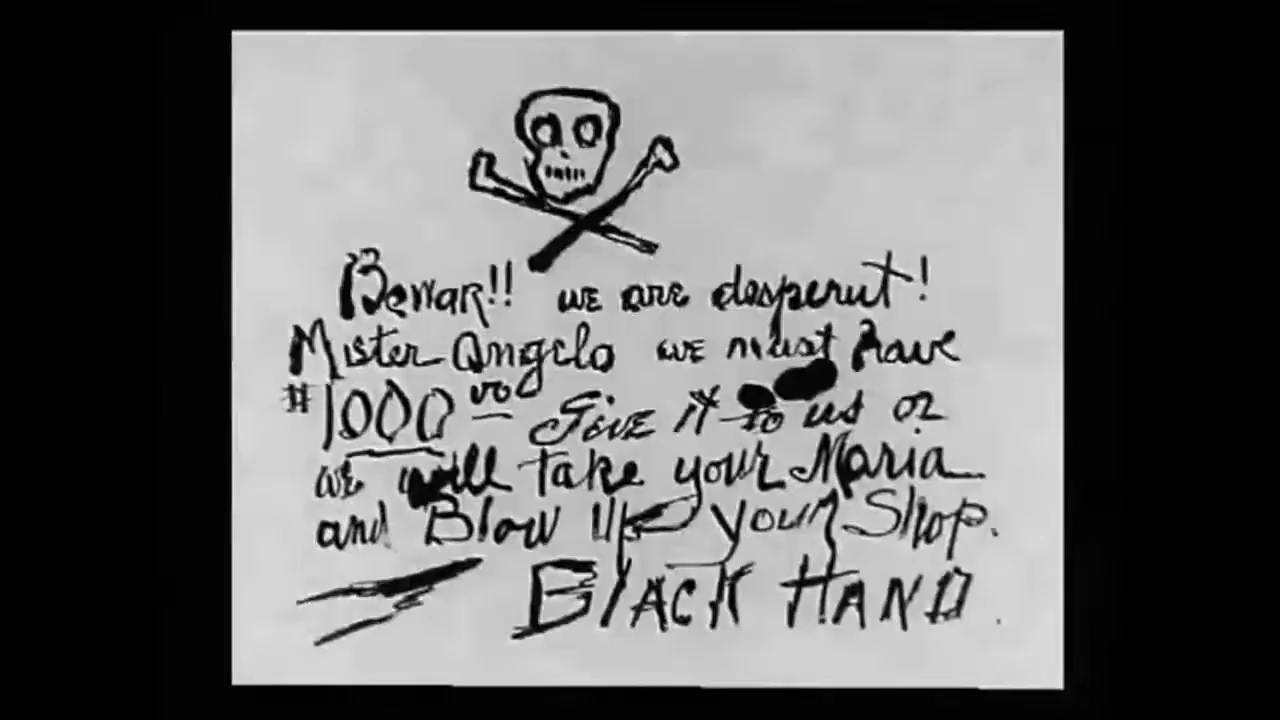 Bewar!! we are desperut!
Mister Angelo we must have
$1000 00 Give it to us or
we will take your Maria
and Blow Up your Shop.
BlACK HAND.